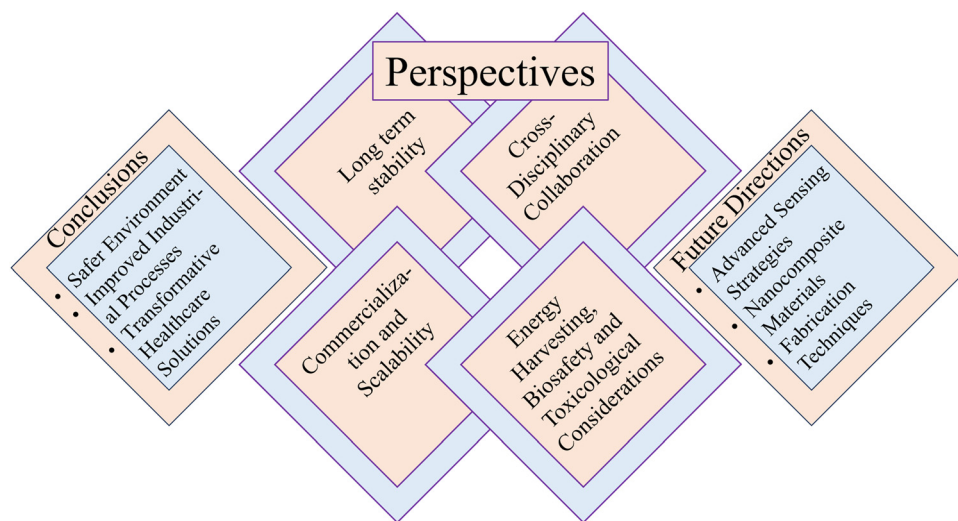 Perspectives
Conclusions
• Safer Environment
• Improved Industri-
al Processes
• Transformative
Healthcare
Solutions
Long term
stability
Cross-
Disciplinary
Collaboration
Commercializa-
tion and
Scalability
Energy
Harvesting,
Biosafety and
Toxicological
Considerations
Future Directions
• Advanced Sensing
Strategies
• Nanocomposite
Materials
• Fabrication
Techniques